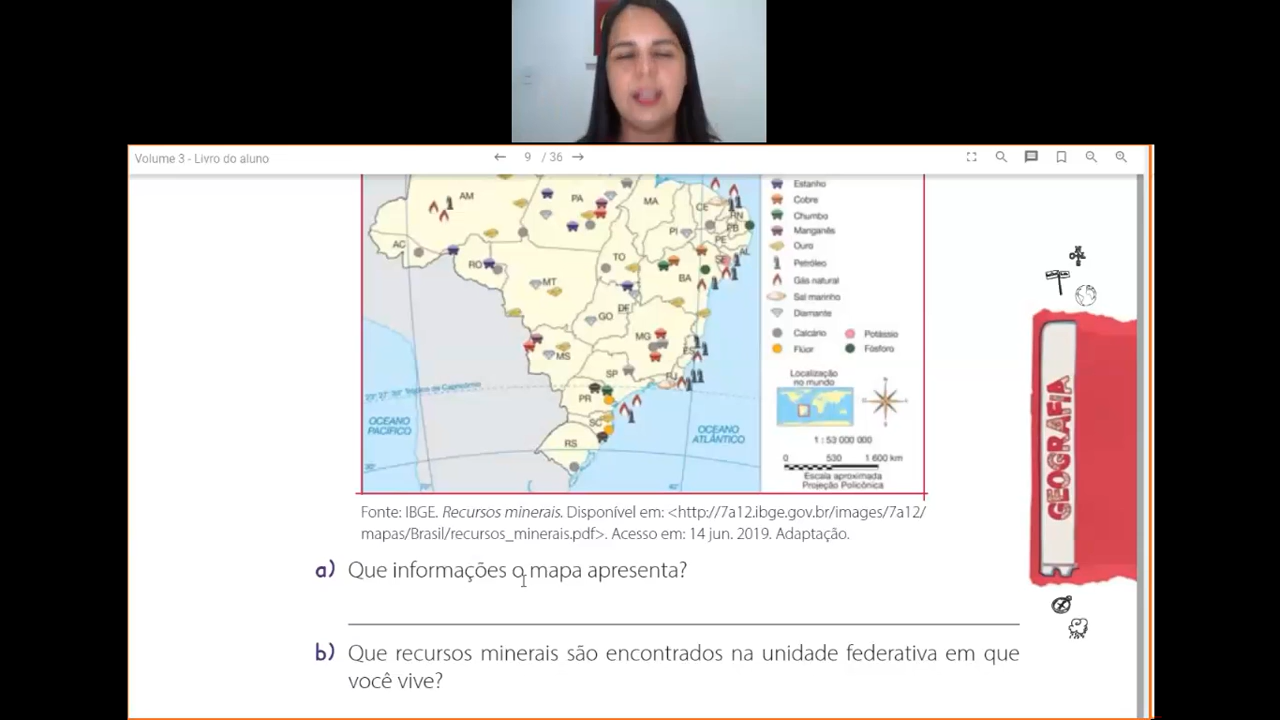 Volume 3 - Livro do aluno
9 / 36
AM
PA
MA
CE
RN
PB
PI
PE
AL
AC
TO
SE
RO
BA
MT
DF
GO
MG
ES
MS
SP
RJ
PR
SC
RS
Trópico de Capricórnio
OCEANO
PACÍFICO
OCEANO
ATLÂNTICO
30°
Estanho
Cobre
Chumbo
Manganês
Ouro
Petróleo
Gás natural
Sal marinho
Diamante
Calcário
Potássio
Flúor
Fósforo
Localização
no mundo
1 : 53 000 000
0 530 1 600 km
Escala aproximada
Projeção Policônica
Fonte: IBGE. Recursos minerais. Disponível em: <http://7a12.ibge.gov.br/images/7a12/
mapas/Brasil/recursos_minerais.pdf>. Acesso em: 14 jun. 2019. Adaptação.
a) Que informações o mapa apresenta?
b) Que recursos minerais são encontrados na unidade federativa em que
você vive?
GEOGRAFIA